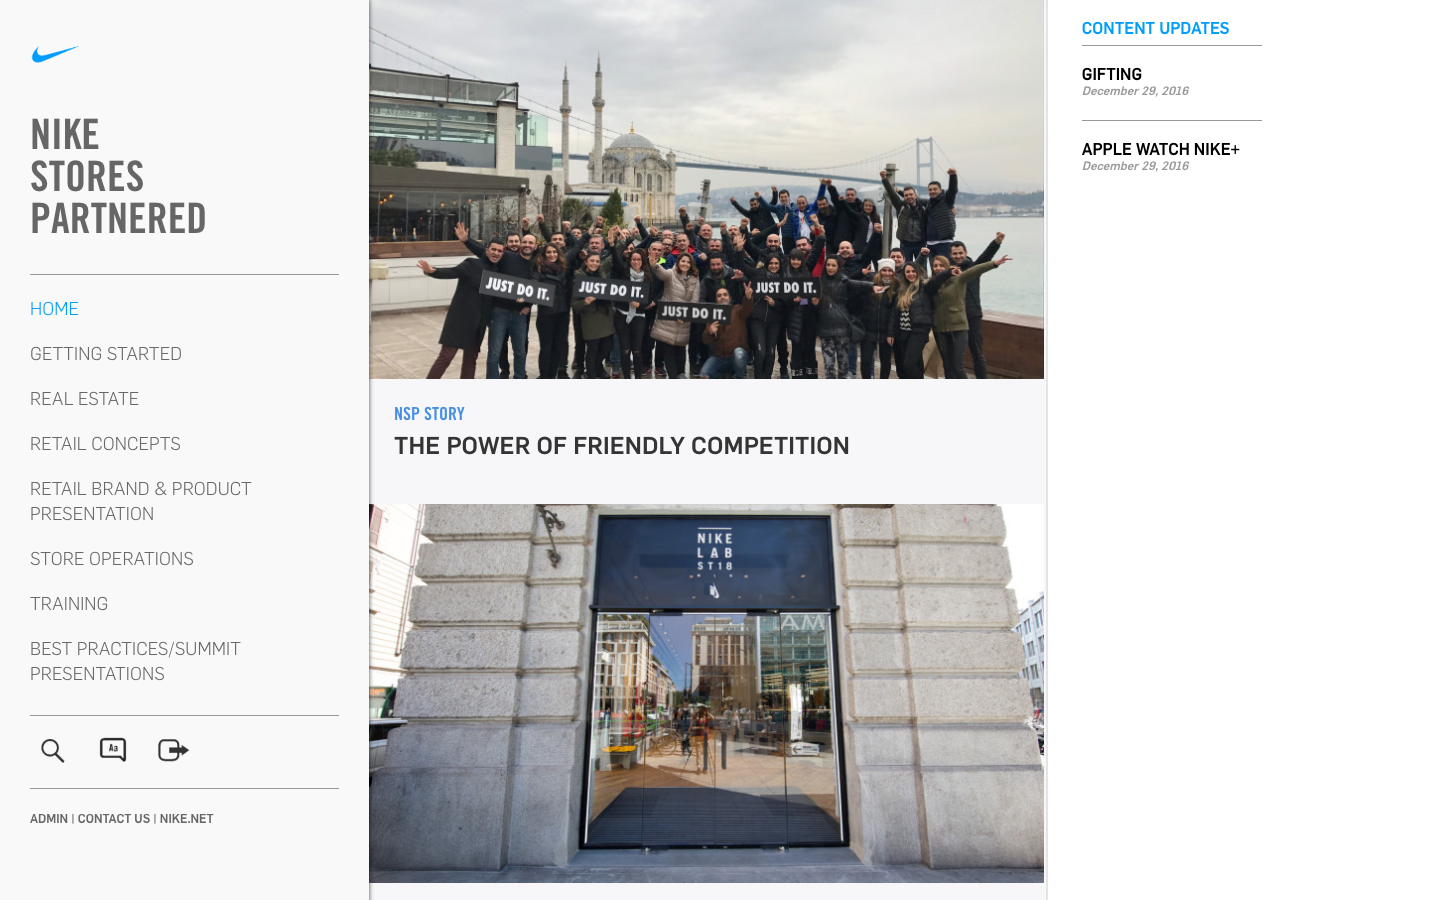 NIKE
STORES
PARTNERED
HOME
GETTING STARTED
REAL ESTATE
RETAIL CONCEPTS
RETAIL BRAND & PRODUCT
PRESENTATION
STORE OPERATIONS
TRAINING
BEST PRACTICES/SUMMIT
PRESENTATIONS
Aa
ADMIN | CONTACT US | NIKE.NET
JUST DO IT.
JUST DO IT.
JUST DO IT.
JUST DO IT.
NSP STORY
THE POWER OF FRIENDLY COMPETITION
NIKE
LAB
ST18
CONTENT UPDATES
GIFTING
December 29, 2016
APPLE WATCH NIKE+
December 29, 2016